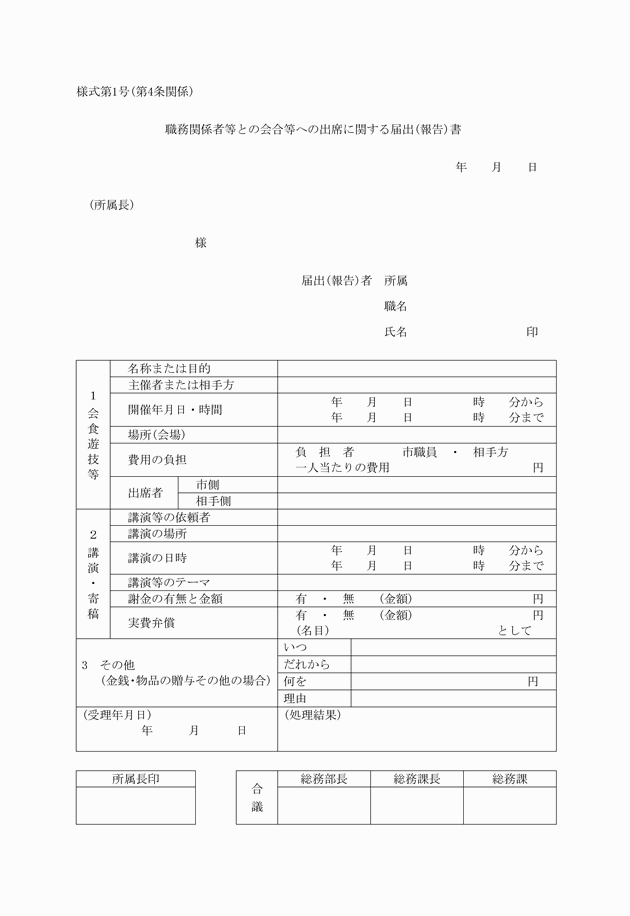 様式第1号(第4条関係)
職務関係者等との会合等への出席に関する届出(報告)書
年　　月　　日
(所属長)
様
届出(報告)者　所属
職名
氏名　　　　　　　　　　印
1 会食遊技等
名称または目的
主催者または相手方
開催年月日・時間
年　　月　　日　　　　　時　　分から
年　　月　　日　　　　　時　　分まで
場所(会場)
費用の負担
負　担　者　　　　市職員　・　相手方
一人当たりの費用　　　　　　　　　　　　円
出席者
市側
相手側
2 講演・寄稿
講演等の依頼者
講演の場所
講演の日時
年　　月　　日　　　　　時　　分から
年　　月　　日　　　　　時　　分まで
講演等のテーマ
謝金の有無と金額
有　・　無　　(金額)　　　　　　　　　　円
実費弁償
有　・　無　　(金額)　　　　　　　　　　円
(名目)　　　　　　　　　　　　　　として
3　その他
(金銭・物品の贈与その他の場合)
いつ
だれから
何を　　　　　　　　　　　　　　　　円
理由
(受理年月日)
年　　　月　　　日
(処理結果)
所属長印
合議
総務部長　総務課長　総務課